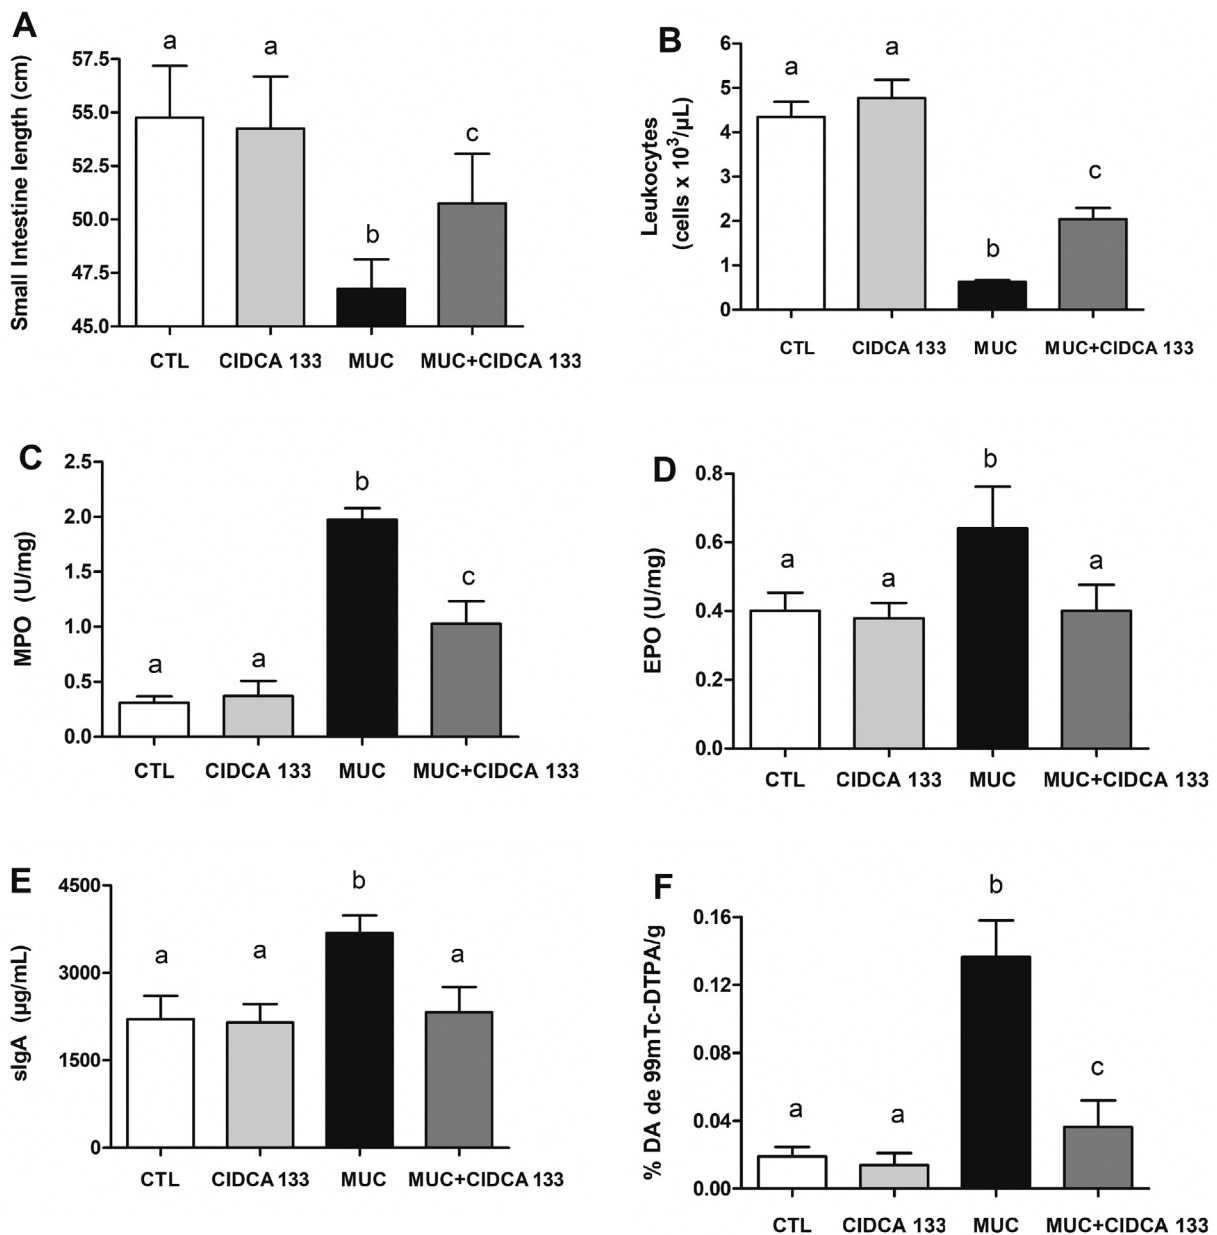 A
Small Intestine length (cm)
57.5
55.0
52.5
50.0
47.5
45.0
a
a
b
c
CTL
CIDCA 133
MUC
MUC+CIDCA 133
B
Leukocytes
(cells x 10³/µL)
6
5
4
3
2
1
0
a
a
b
c
CTL
CIDCA 133
MUC
MUC+CIDCA 133
C
MPO (U/mg)
2.5
2.0
1.5
1.0
0.5
0.0
a
a
b
c
CTL
CIDCA 133
MUC
MUC+CIDCA 133
D
EPO (U/mg)
0.8
0.6
0.4
0.2
0.0
a
a
b
a
CTL
CIDCA 133
MUC
MUC+CIDCA 133
E
sIgA (µg/mL)
4500
3000
1500
0
a
a
b
a
CTL
CIDCA 133
MUC
MUC+CIDCA 133
F
% DA de 99mTc-DTPA/g
0.16
0.12
0.08
0.04
0.00
a
a
b
c
CTL
CIDCA 133
MUC
MUC+CIDCA 133